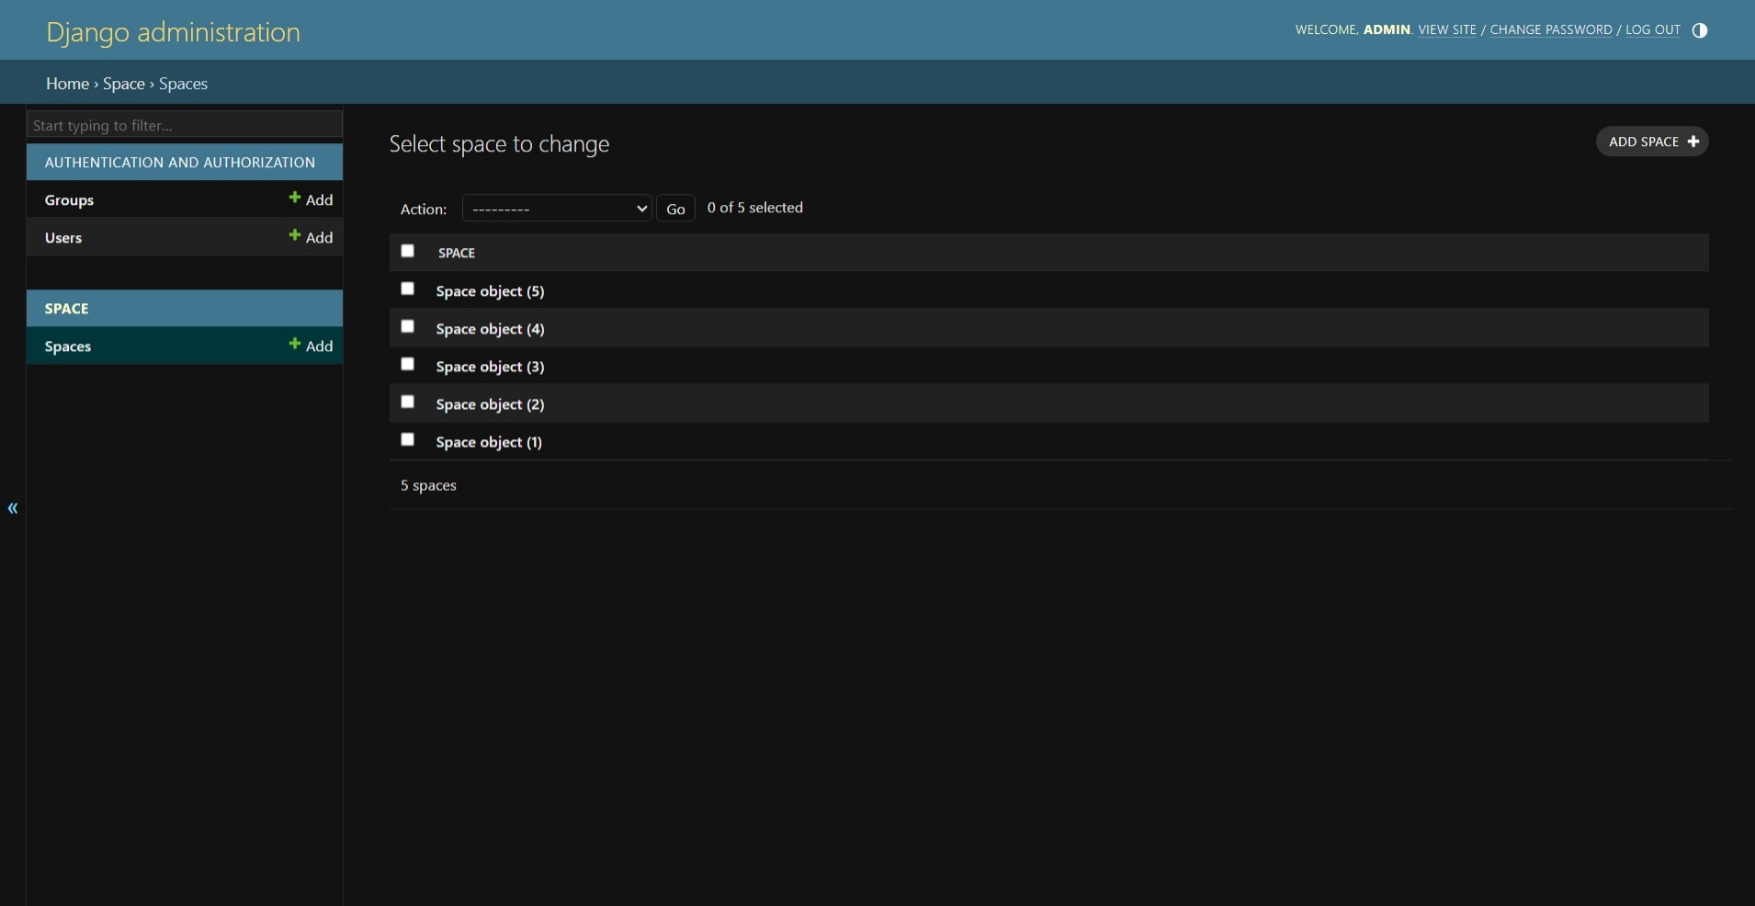 Django administration
WELCOME, ADMIN. VIEW SITE / CHANGE PASSWORD / LOG OUT
Home › Space › Spaces
Start typing to filter...
AUTHENTICATION AND AUTHORIZATION
Groups + Add
Users + Add
SPACE
Spaces + Add
«
Select space to change
ADD SPACE +
Action: --------- Go 0 of 5 selected
SPACE
Space object (5)
Space object (4)
Space object (3)
Space object (2)
Space object (1)
5 spaces